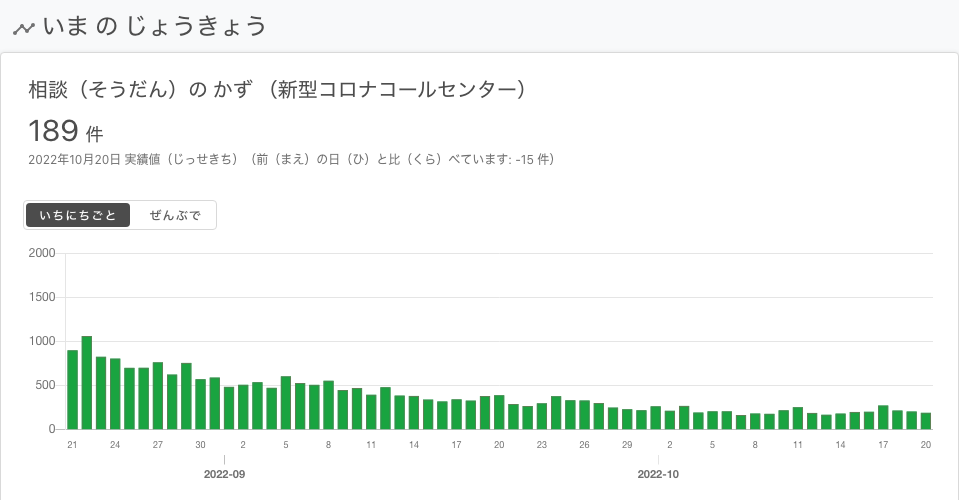 いま の じょうきょう
相談（そうだん）の かず （新型コロナコールセンター）
189 件
2022年10月20日 実績値（じっせきち）（前（まえ）の日（ひ）と比（くら）べています: -15 件）
いちにちごと ぜんぶで
2000
1500
1000
500
0
21 24 27 30 2 5 8 11 14 17 20 23 26 29 2 5 8 11 14 17 20
2022-09 2022-10